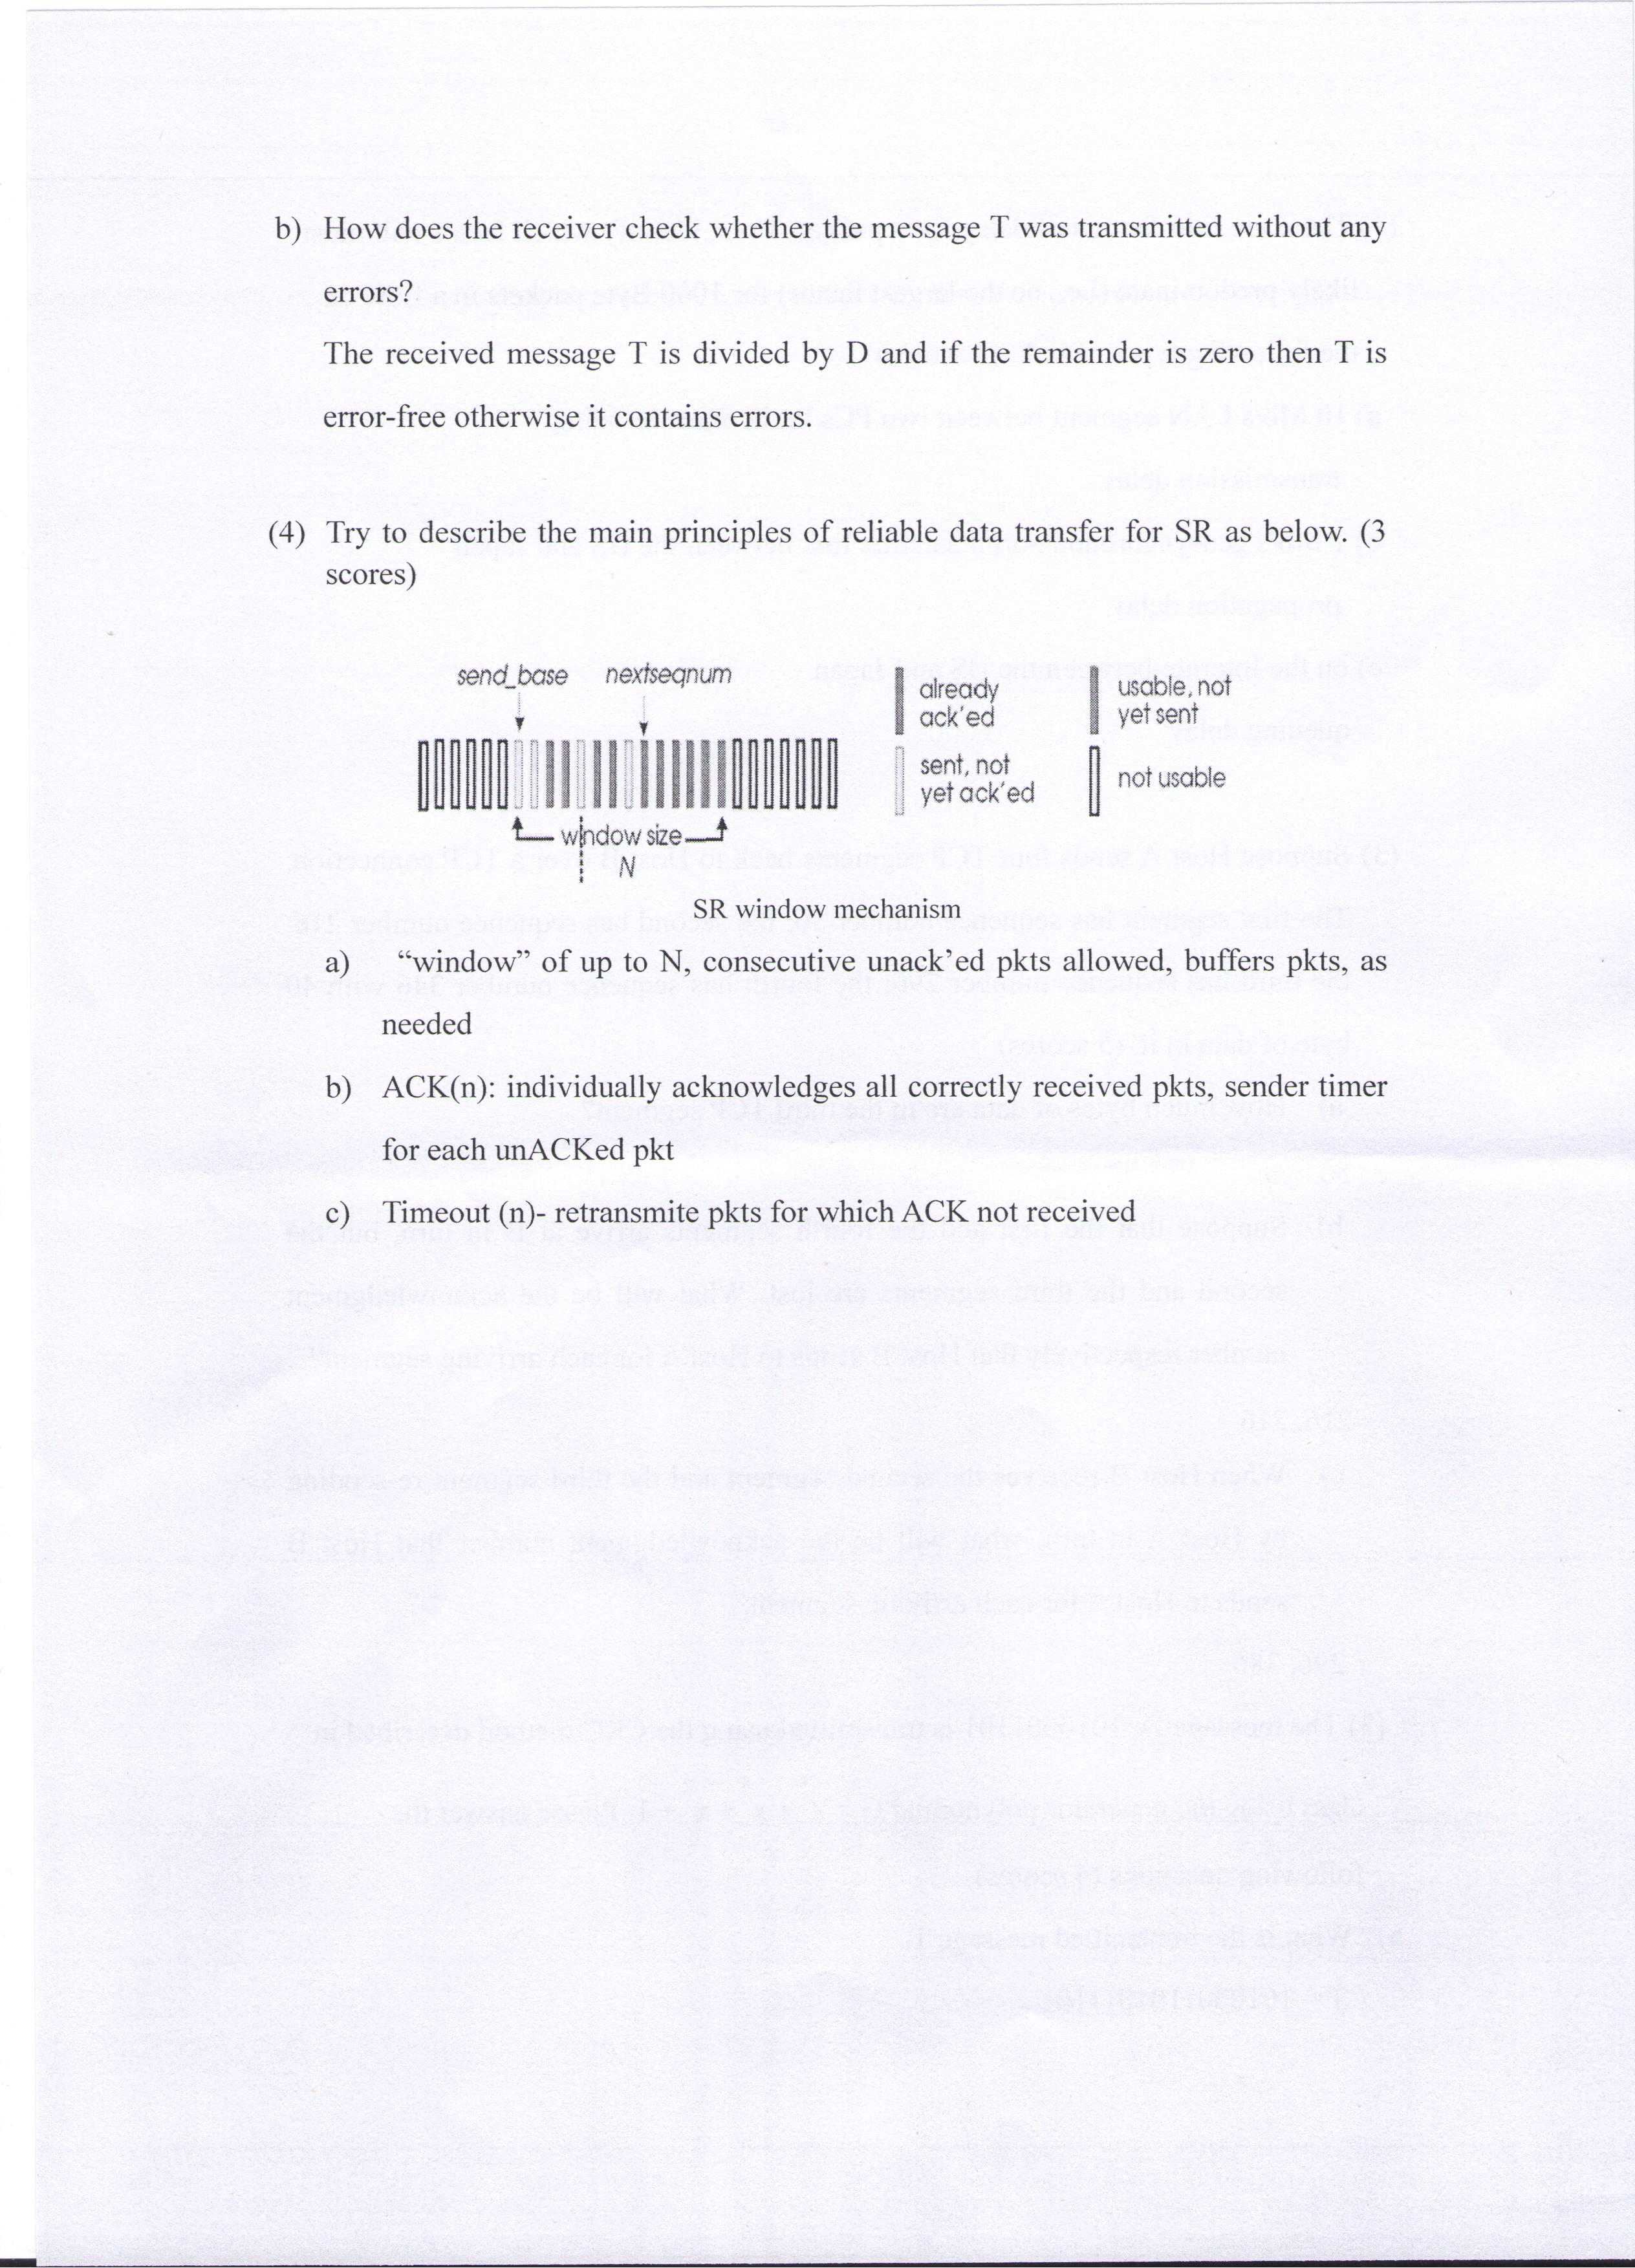 b) How does the receiver check whether the message T was transmitted without any
errors?
The received message T is divided by D and if the remainder is zero then T is
error-free otherwise it contains errors.
(4) Try to describe the main principles of reliable data transfer for SR as below. (3
scores)
send_base nextseqnum
already
ack'ed
usable, not
yet sent
sent, not
yet ack'ed
not usable
window size
N
SR window mechanism
a) “window” of up to N, consecutive unack’ed pkts allowed, buffers pkts, as
needed
b) ACK(n): individually acknowledges all correctly received pkts, sender timer
for each unACKed pkt
c) Timeout (n)- retransmite pkts for which ACK not received